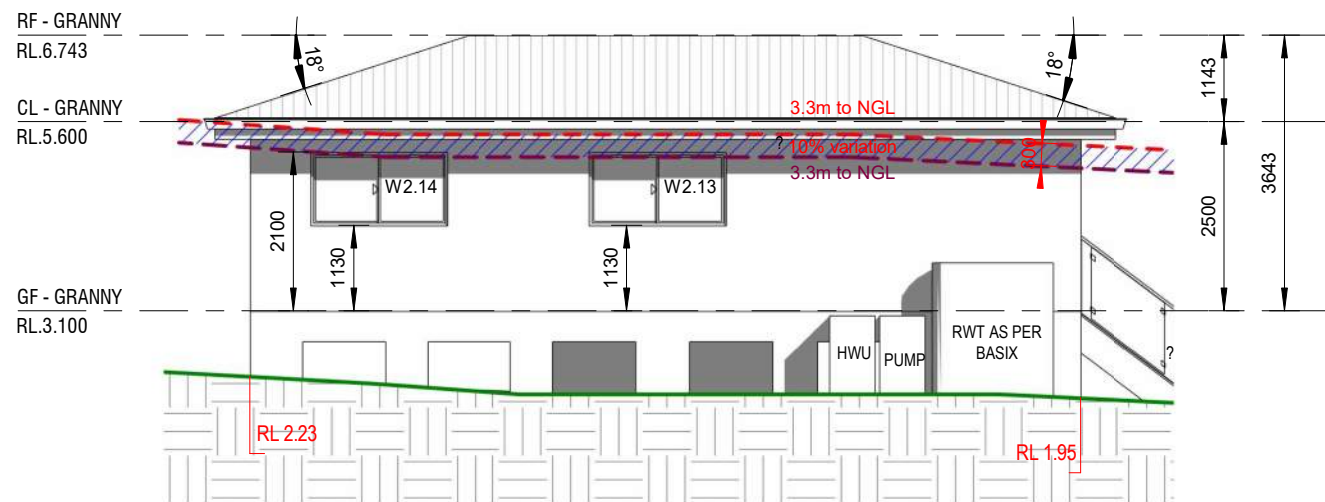 RF - GRANNY
RL.6.743
18°
18°
1143
3.3m to NGL
CL - GRANNY
RL.5.600
?
10% variation
300
3.3m to NGL
3643
W2.14
W2.13
2500
2100
1130
1130
GF - GRANNY
RL.3.100
HWU
PUMP
RWT AS PER
BASIX
?
RL 2.23
RL 1.95